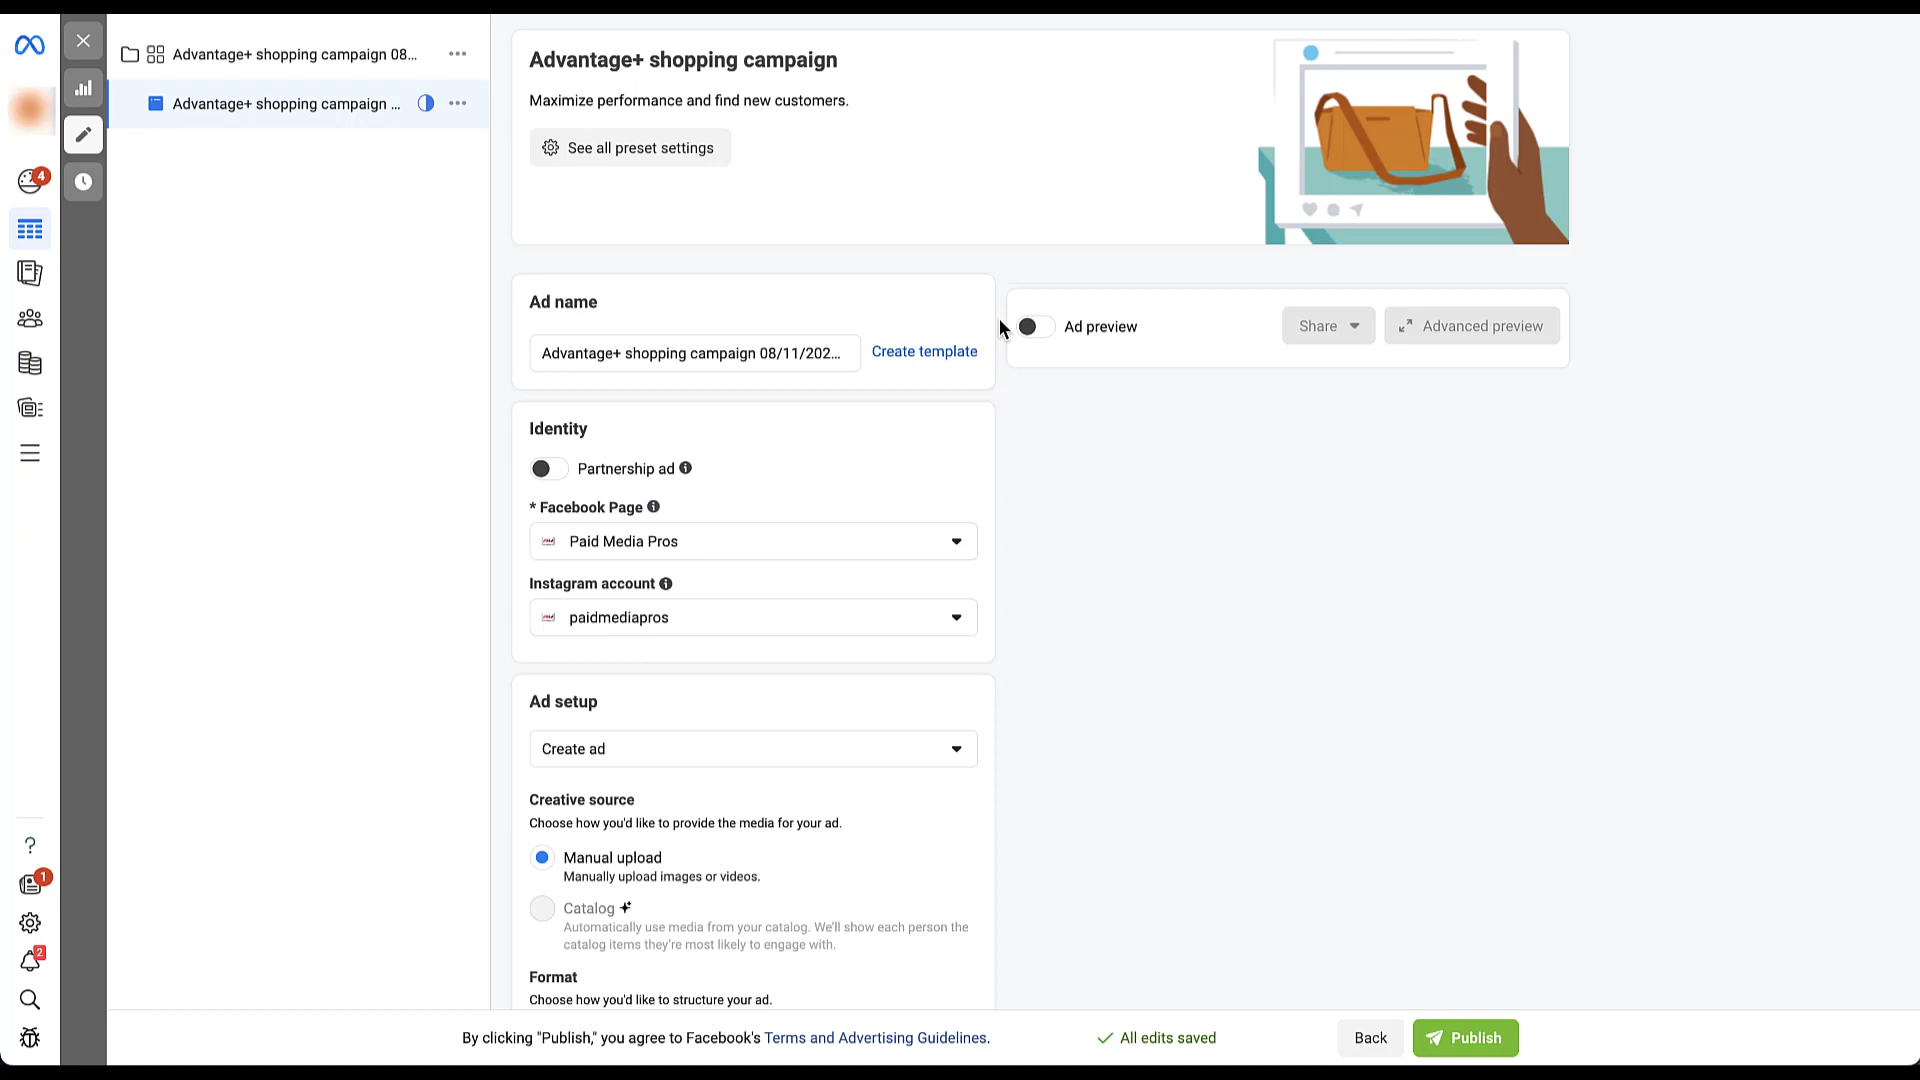 Advantage+ shopping campaign 08...
Advantage+ shopping campaign ...
4
1
2
Advantage+ shopping campaign
Maximize performance and find new customers.
See all preset settings
Ad name
Advantage+ shopping campaign 08/11/202...
Create template
Ad preview
Share
Advanced preview
Identity
Partnership ad
* Facebook Page
Paid Media Pros
Instagram account
paidmediapros
Ad setup
Create ad
Creative source
Choose how you'd like to provide the media for your ad.
Manual upload
Manually upload images or videos.
Catalog
Automatically use media from your catalog. We'll show each person the
catalog items they're most likely to engage with.
Format
Choose how you'd like to structure your ad.
By clicking "Publish," you agree to Facebook's Terms and Advertising Guidelines.
All edits saved
Back
Publish